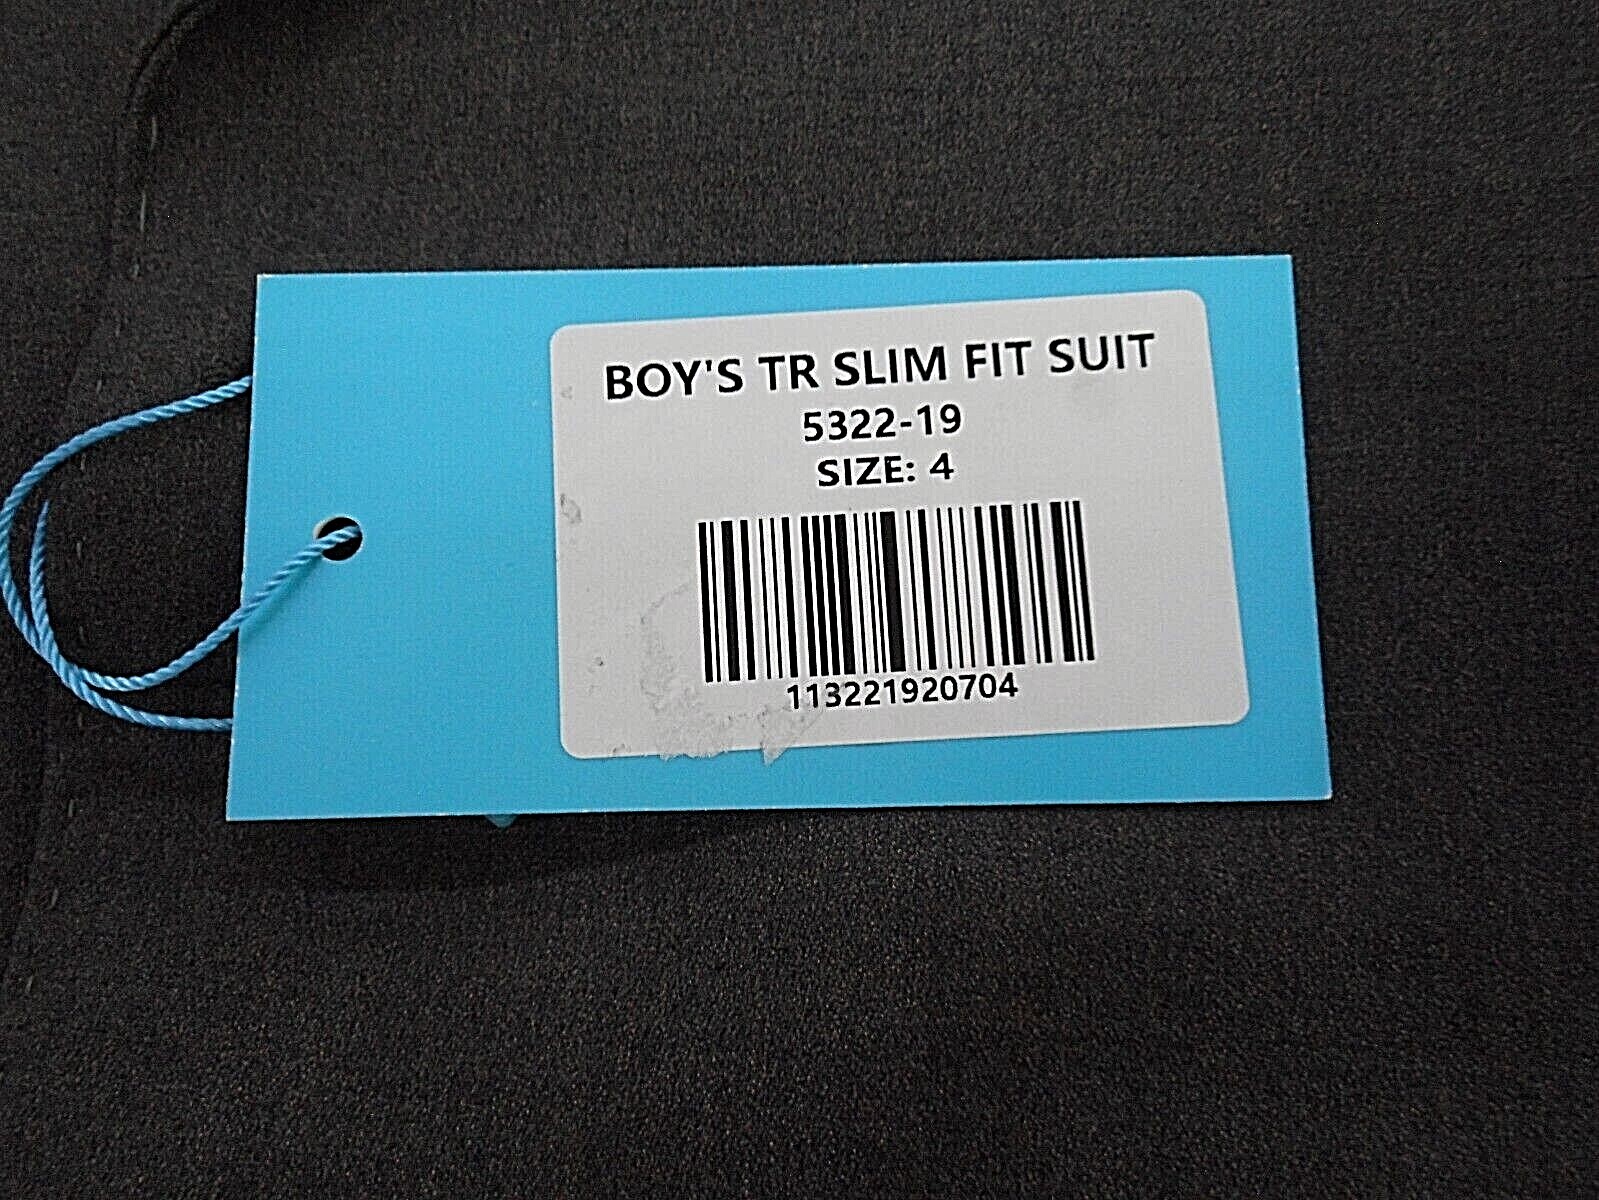 BOY'S TR SLIM FIT SUIT
5322-19
SIZE: 4
113221920704